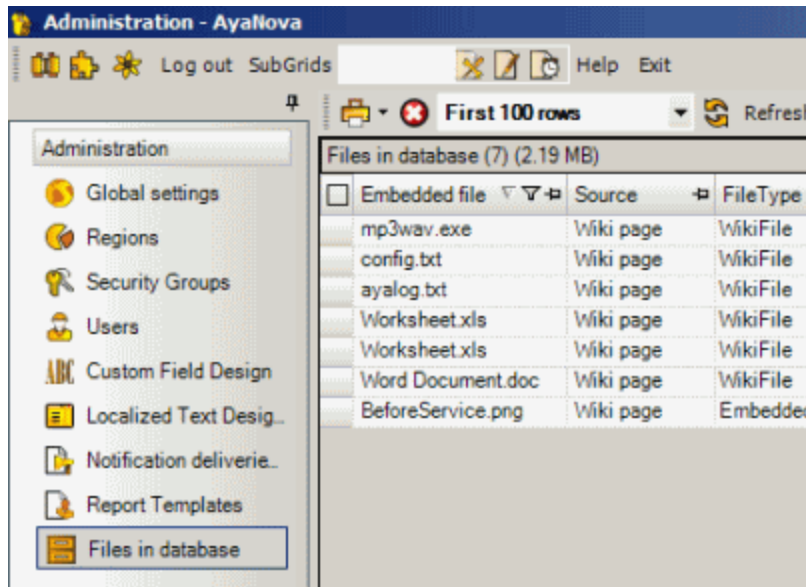 Administration - AyaNova
Log out SubGrids Help Exit
First 100 rows Refresh
Administration
Global settings
Regions
Security Groups
Users
ABC Custom Field Design
Localized Text Desig...
Notification deliverie...
Report Templates
Files in database
Files in database (7) (2.19 MB)
Embedded file Source FileType
mp3wav.exe Wiki page WikiFile
config.txt Wiki page WikiFile
ayalog.txt Wiki page WikiFile
Worksheet.xls Wiki page WikiFile
Worksheet.xls Wiki page WikiFile
Word Document.doc Wiki page WikiFile
BeforeService.png Wiki page Embedded